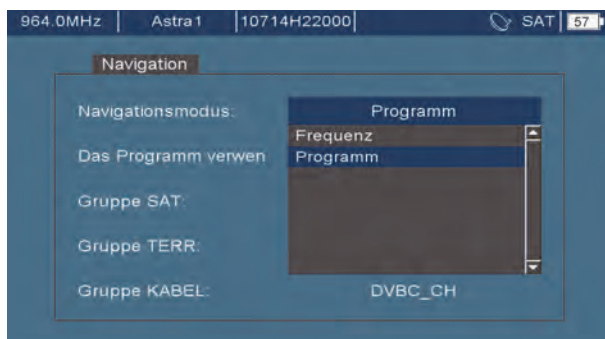 964.0MHz Astra1 10714H22000 SAT 57
Navigation
Navigationsmodus: Programm
Frequenz
Das Programm verwen Programm
Gruppe SAT:
Gruppe TERR:
Gruppe KABEL: DVBC_CH